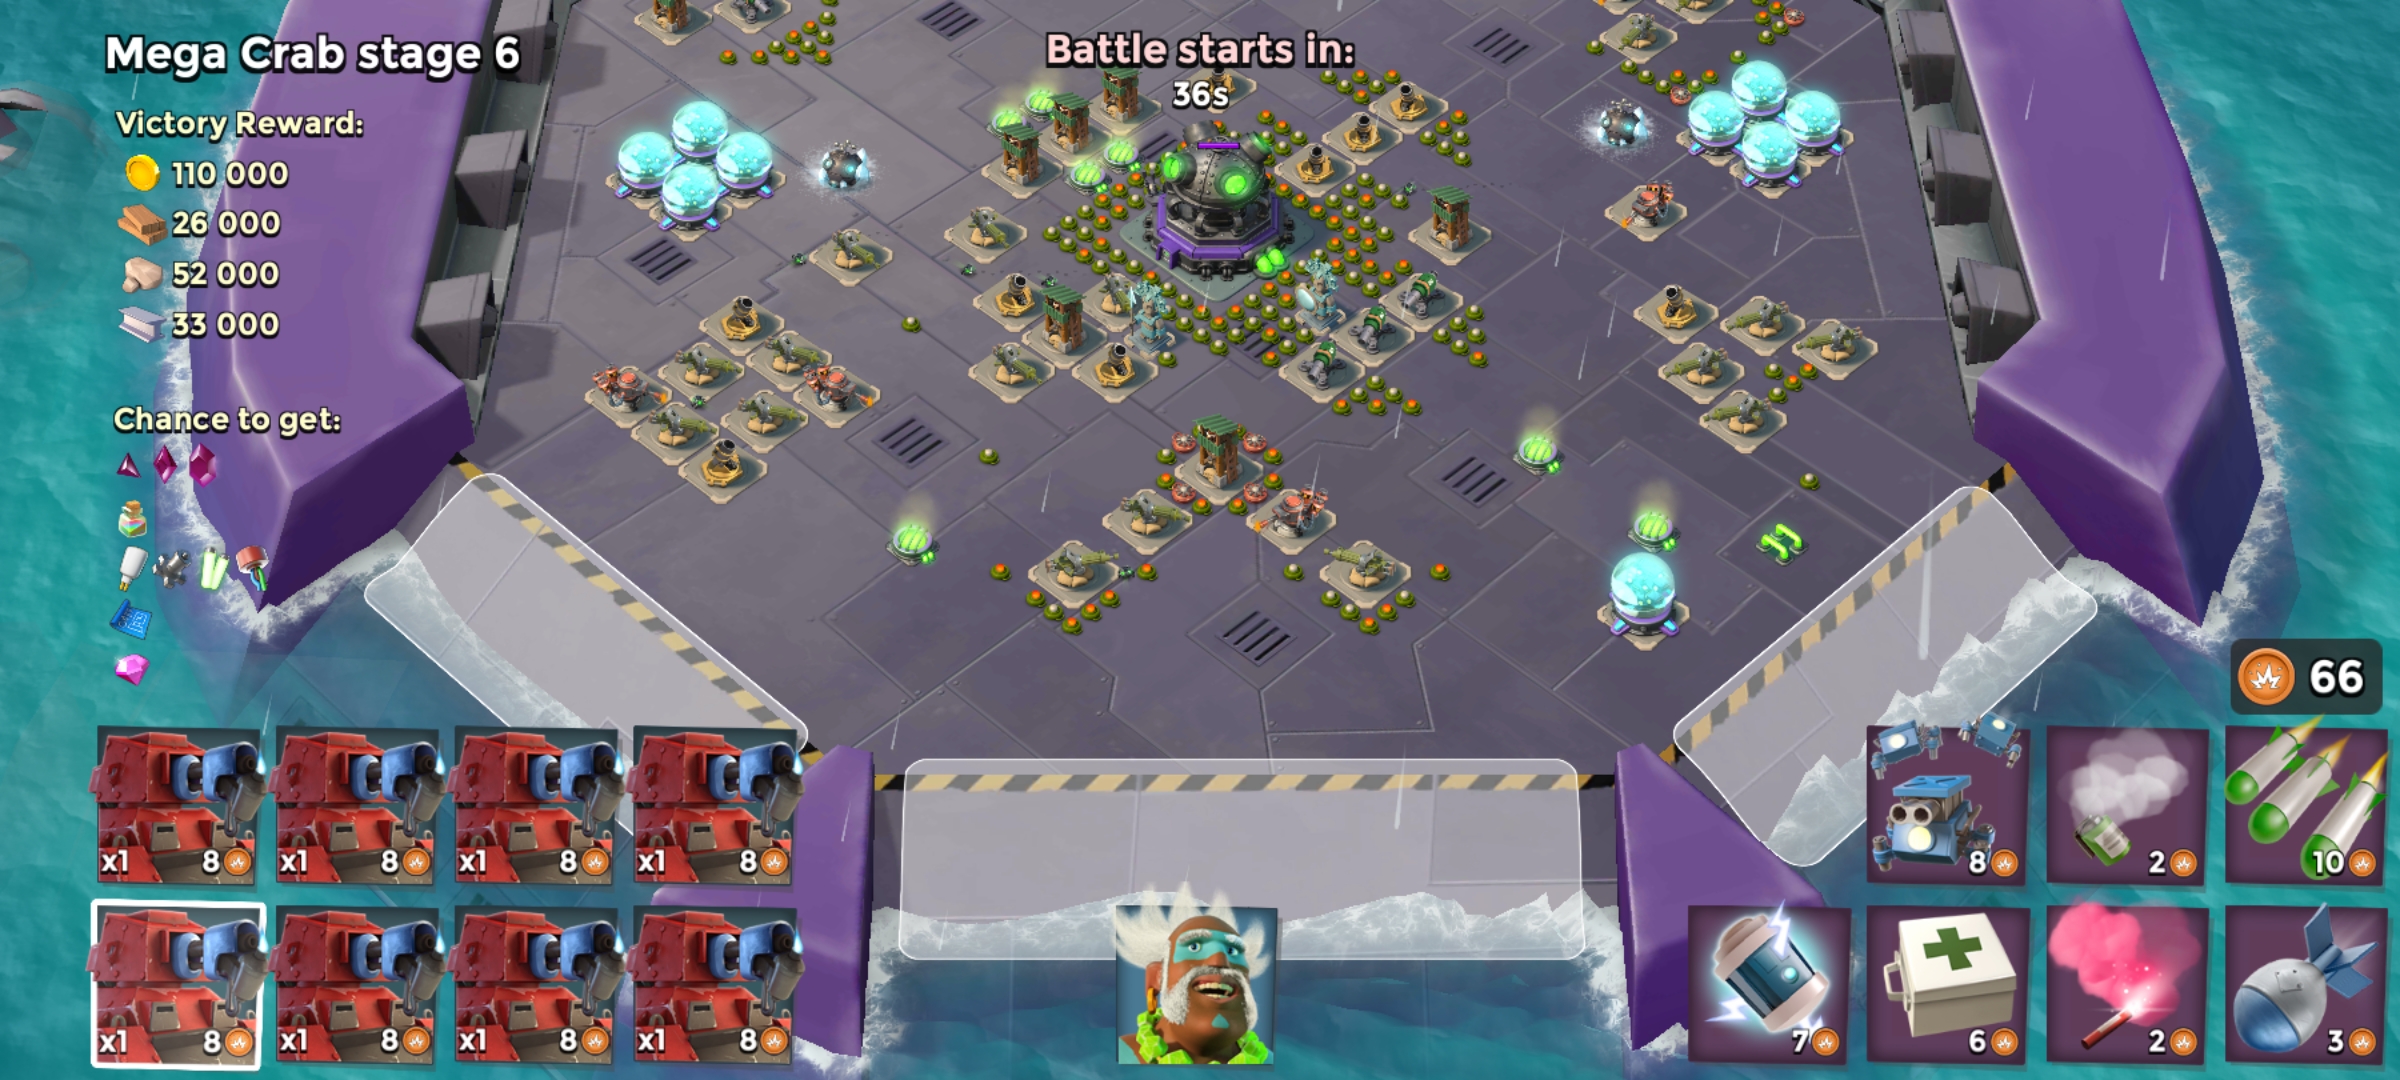 Mega Crab stage 6
Battle starts in:
36s
Victory Reward:
110 000
26 000
52 000
33 000
Chance to get:
66
x1 8
x1 8
x1 8
x1 8
8
2
10
x1 8
x1 8
x1 8
x1 8
7
6
2
3